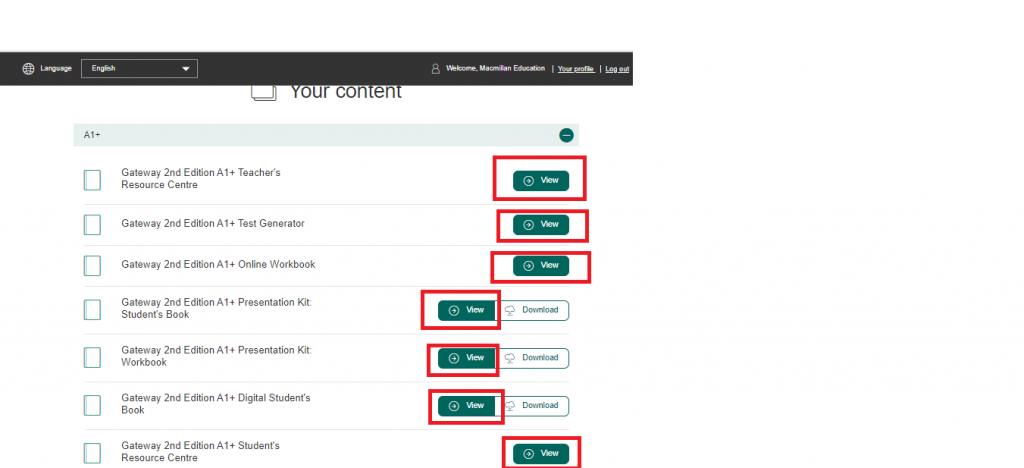 Language English Welcome, Macmillan Education | Your profile | Log out
Your content
A1+
Gateway 2nd Edition A1+ Teacher's
Resource Centre
View
Gateway 2nd Edition A1+ Test Generator
View
Gateway 2nd Edition A1+ Online Workbook
View
Gateway 2nd Edition A1+ Presentation Kit:
Student's Book
View Download
Gateway 2nd Edition A1+ Presentation Kit:
Workbook
View Download
Gateway 2nd Edition A1+ Digital Student's
Book
View Download
Gateway 2nd Edition A1+ Student's
Resource Centre
View